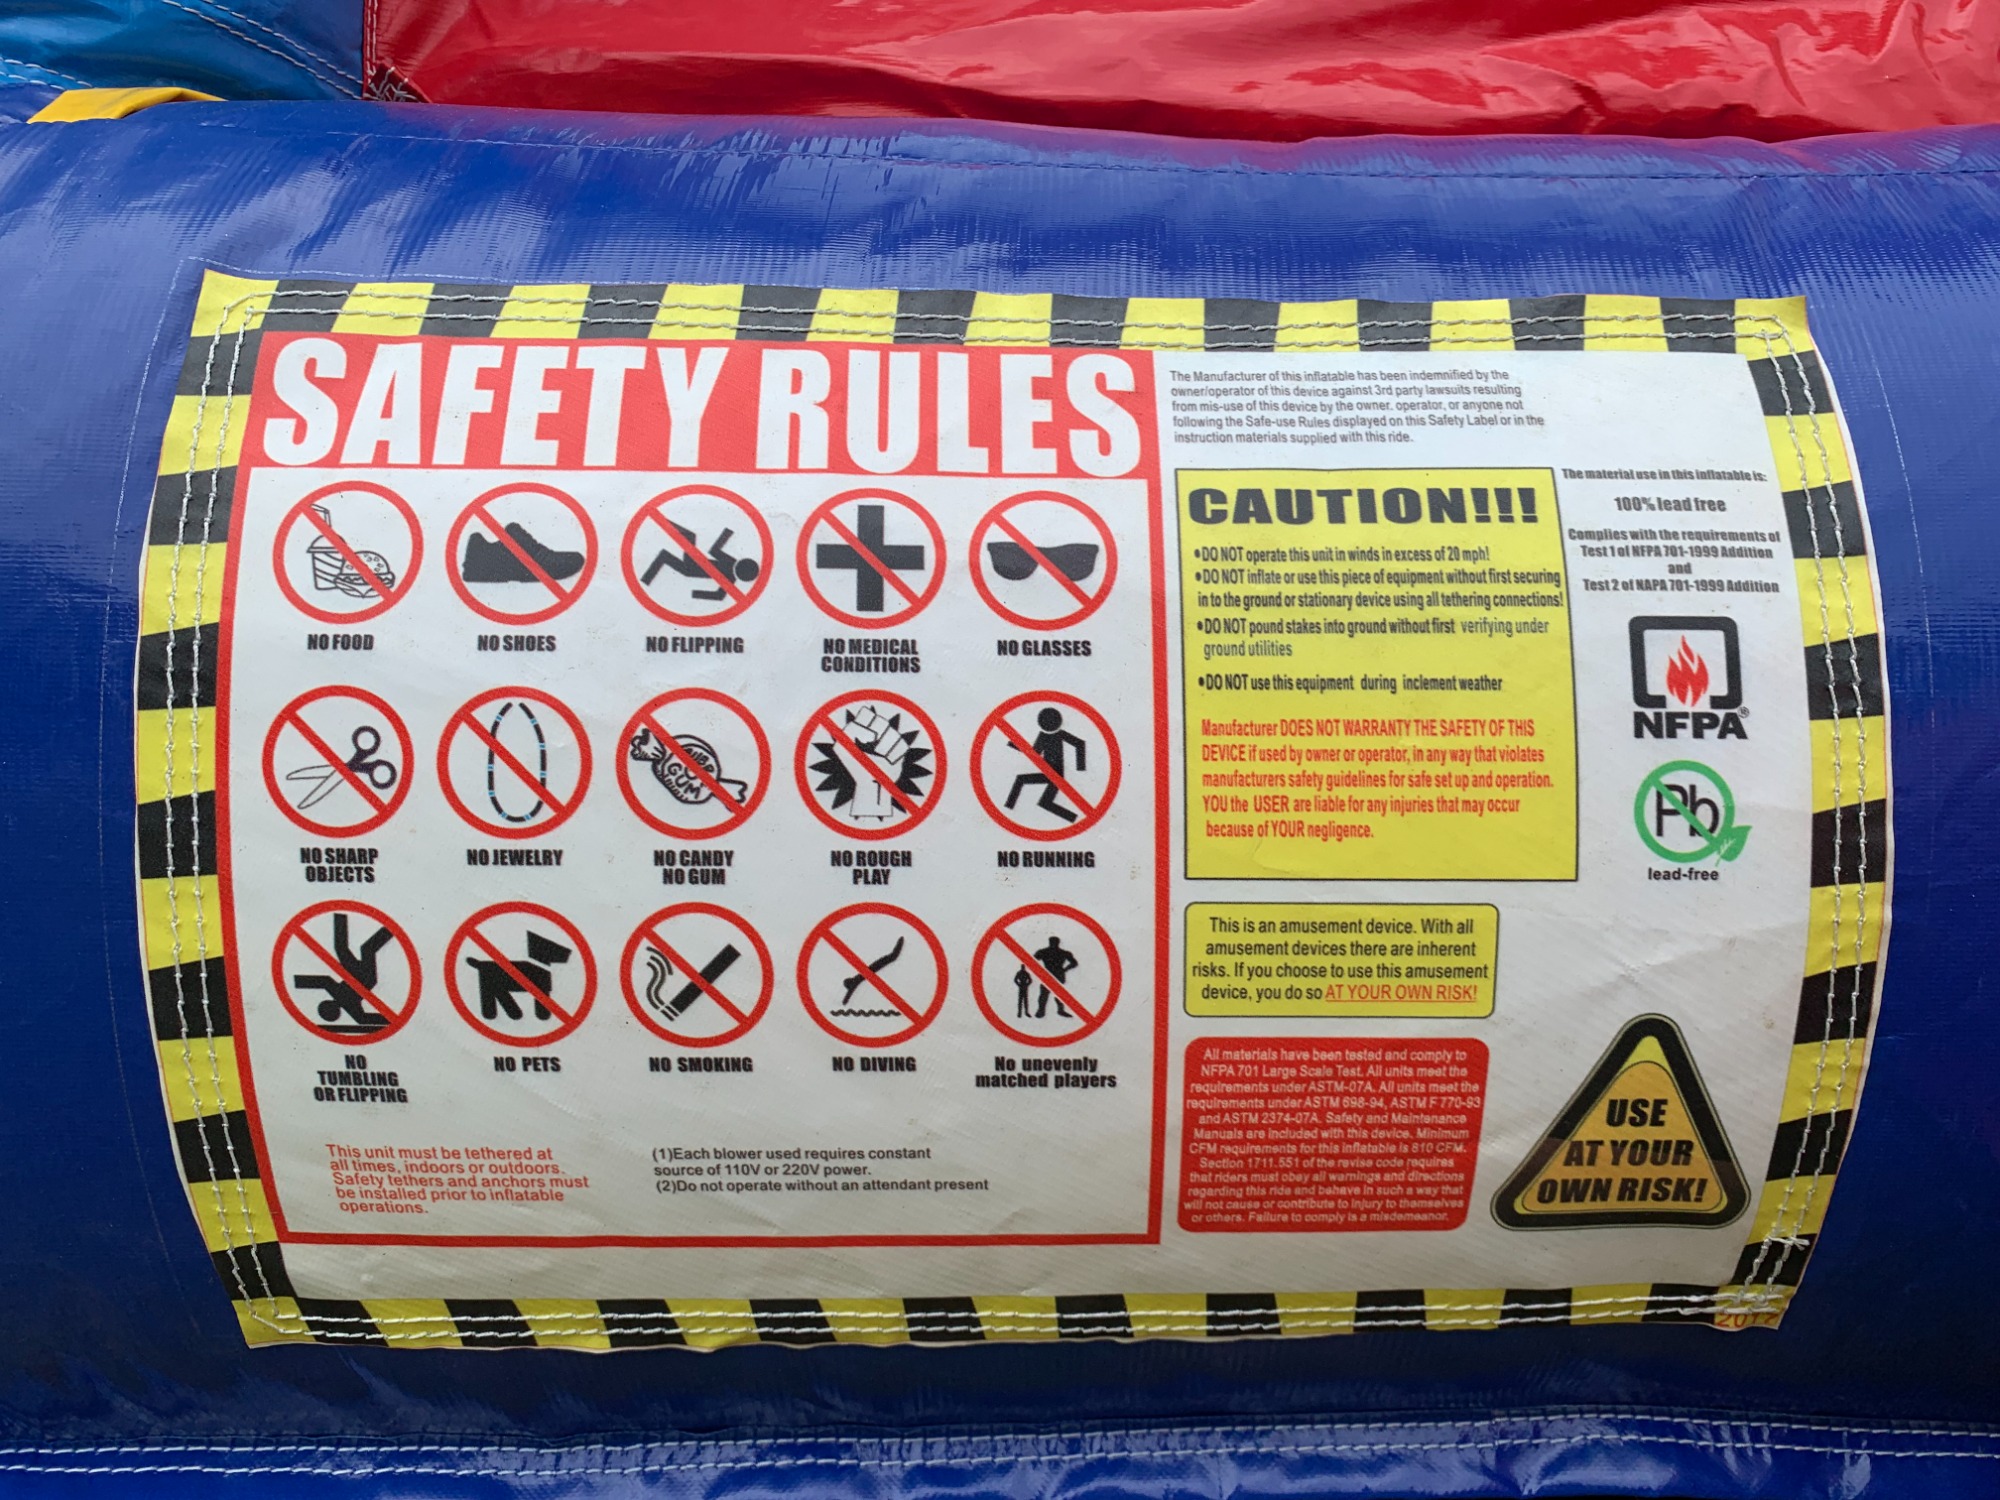 SAFETY RULES
NO FOOD
NO SHOES
NO FLIPPING
NO MEDICAL
CONDITIONS
NO GLASSES
NO SHARP
OBJECTS
NO JEWELRY
NO CANDY
NO GUM
GUM
NO ROUGH
PLAY
NO RUNNING
NO
TUMBLING
OR FLIPPING
NO PETS
NO SMOKING
NO DIVING
No unevenly
matched players
This unit must be tethered at
all times, indoors or outdoors.
Safety tethers and anchors must
be installed prior to inflatable
operations.
(1)Each blower used requires constant
source of 110V or 220V power.
(2)Do not operate without an attendant present
The Manufacturer of this inflatable has been indemnified by the
owner/operator of this device against 3rd party lawsuits resulting
from mis-use of this device by the owner. operator, or anyone not
following the Safe-use Rules displayed on this Safety Label or in the
instruction materials supplied with this ride.
CAUTION!!!
•DO NOT operate this unit in winds in excess of 20 mph!
•DO NOT inflate or use this piece of equipment without first securing
in to the ground or stationary device using all tethering connections!
•DO NOT pound stakes into ground without first verifying under
ground utilities
•DO NOT use this equipment during inclement weather
Manufacturer DOES NOT WARRANTY THE SAFETY OF THIS
DEVICE if used by owner or operator, in any way that violates
manufacturers safety guidelines for safe set up and operation.
YOU the USER are liable for any injuries that may occur
because of YOUR negligence.
The material use in this inflatable is:
100% lead free
Complies with the requirements of
Test 1 of NFPA 701-1999 Addition
and
Test 2 of NAPA 701-1999 Addition
NFPA®
Pb
lead-free
This is an amusement device. With all
amusement devices there are inherent
risks. If you choose to use this amusement
device, you do so AT YOUR OWN RISK!
All materials have been tested and comply to
NFPA 701 Large Scale Test. All units meet the
requirements under ASTM-07A. All units meet the
requirements under ASTM 698-94, ASTM F 770-93
and ASTM 2374-07A. Safety and Maintenance
Manuals are included with this device. Minimum
CFM requirements for this inflatable is 810 CFM.
Section 1711.551 of the revise code requires
that riders must obey all warnings and directions
regarding this ride and behave in such a way that
will not cause or contribute to injury to themselves
or others. Failure to comply is a misdemeanor.
USE
AT YOUR
OWN RISK!